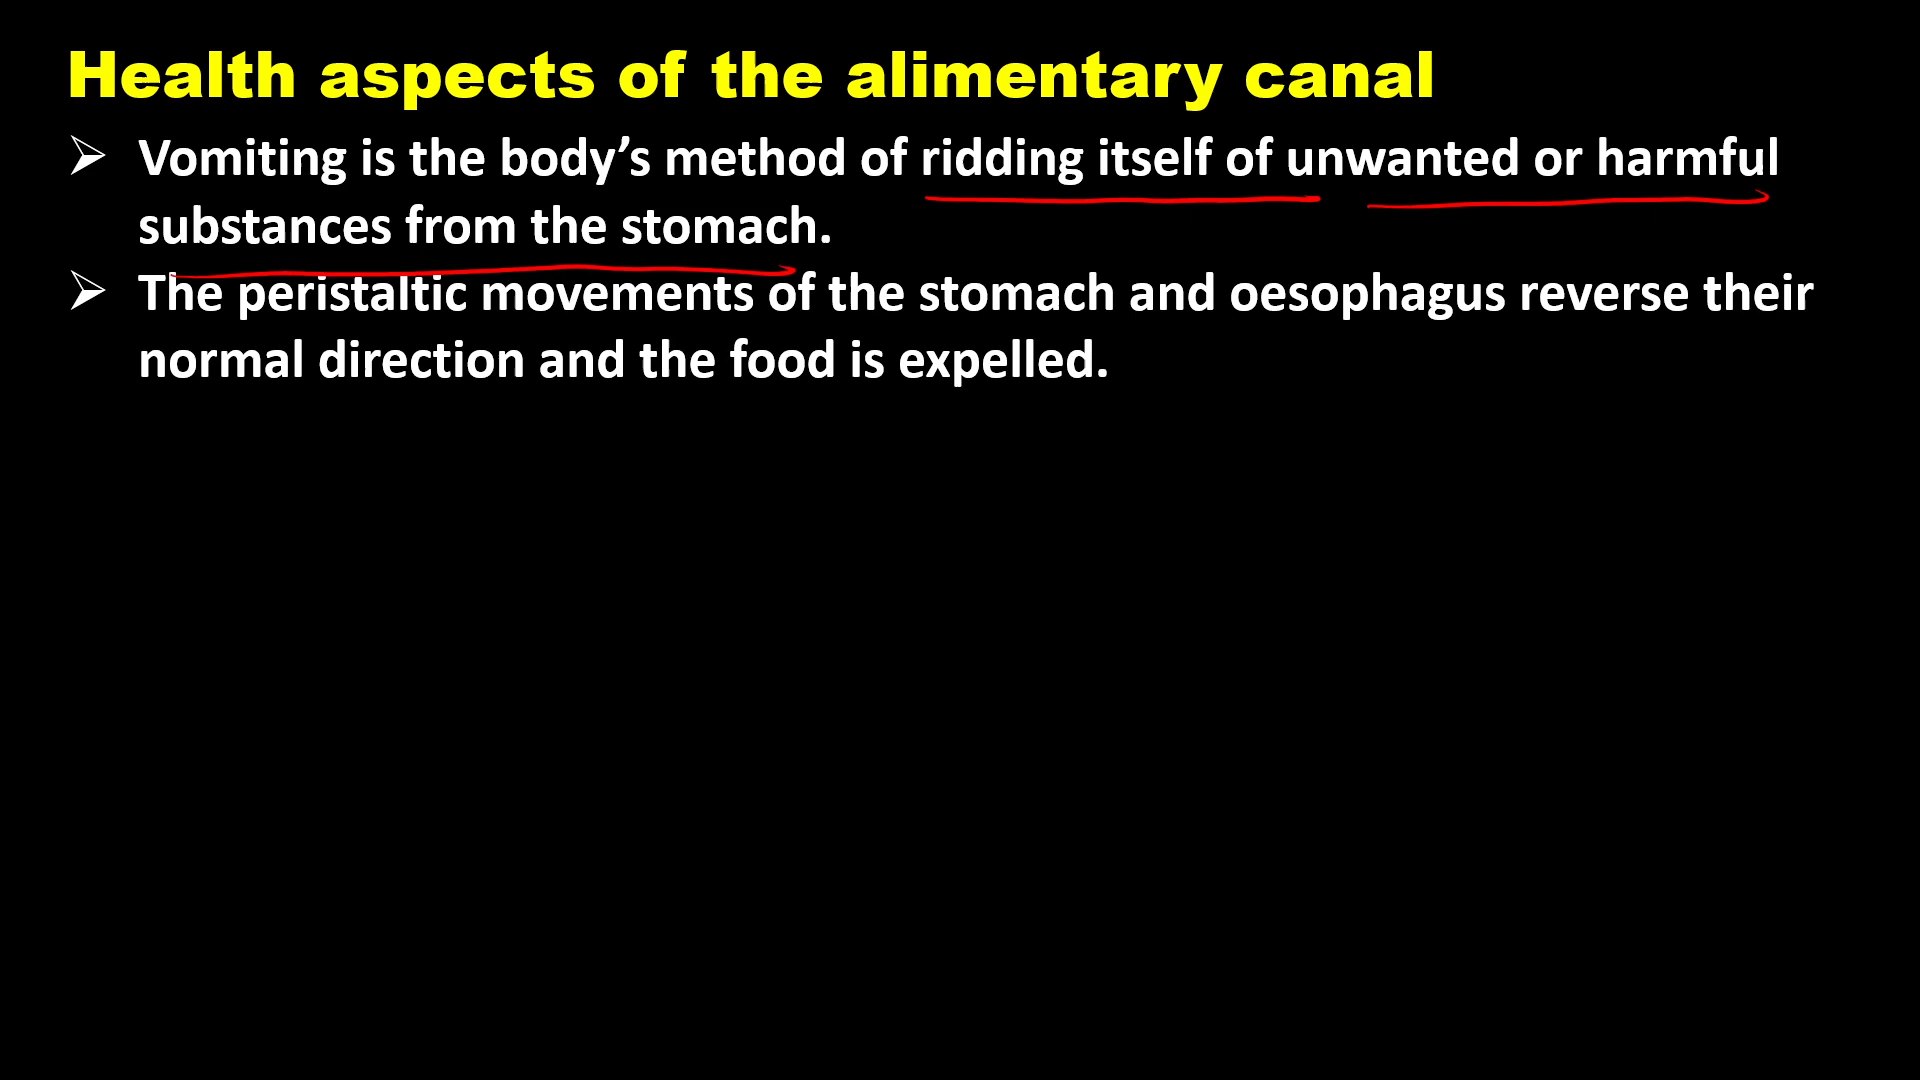 Health aspects of the alimentary canal
➢ Vomiting is the body’s method of ridding itself of unwanted or harmful
substances from the stomach.
➢ The peristaltic movements of the stomach and oesophagus reverse their
normal direction and the food is expelled.